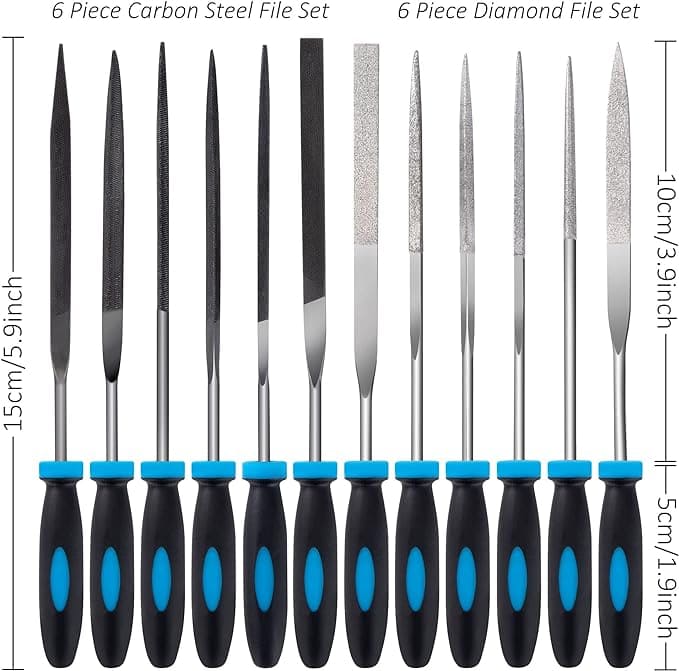 6 Piece Carbon Steel File Set
6 Piece Diamond File Set
15cm/5.9inch
10cm/3.9inch
5cm/1.9inch